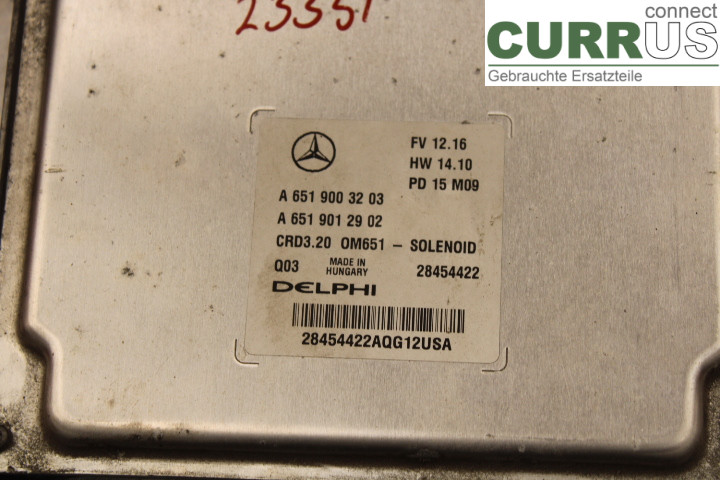 23351
connect
CURRUS
Gebrauchte Ersatzteile
FV 12.16
HW 14.10
PD 15 M09
A 651 900 32 03
A 651 901 29 02
CRD3.20 OM651 - SOLENOID
Q03 MADE IN HUNGARY 28454422
DELPHI
28454422AQG12USA